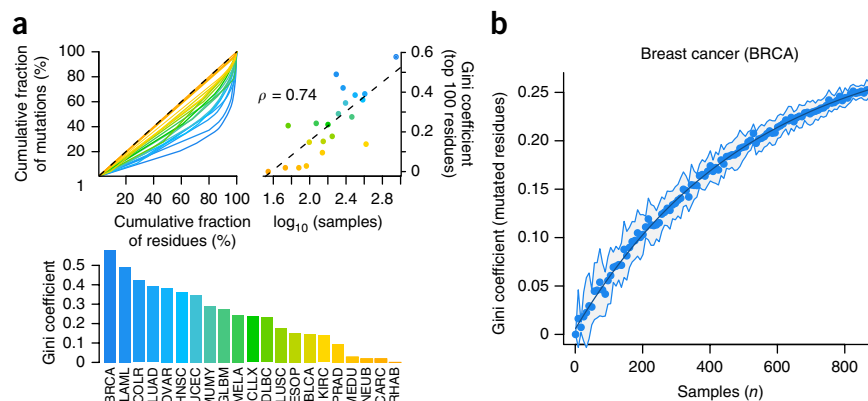 a
Cumulative fraction
of mutations (%)
100
80
60
40
20
1
20 40 60 80 100
Cumulative fraction
of residues (%)
ρ = 0.74
0.6
0.4
0.2
0
Gini coefficient
(top 100 residues)
1.6 2.0 2.4 2.8
log10 (samples)
Gini coefficient
0.5
0.4
0.3
0.2
0.1
0
BRCA
LAML
COLR
LUAD
OVAR
HNSC
UCEC
MUMY
GLBM
MELA
CLLX
DLBC
LUSC
ESOP
BLCA
KIRC
PRAD
MEDU
NEUB
CARC
RHAB
b
Breast cancer (BRCA)
Gini coefficient (mutated residues)
0.25
0.20
0.15
0.10
0.05
0
0 200 400 600 800
Samples (n)